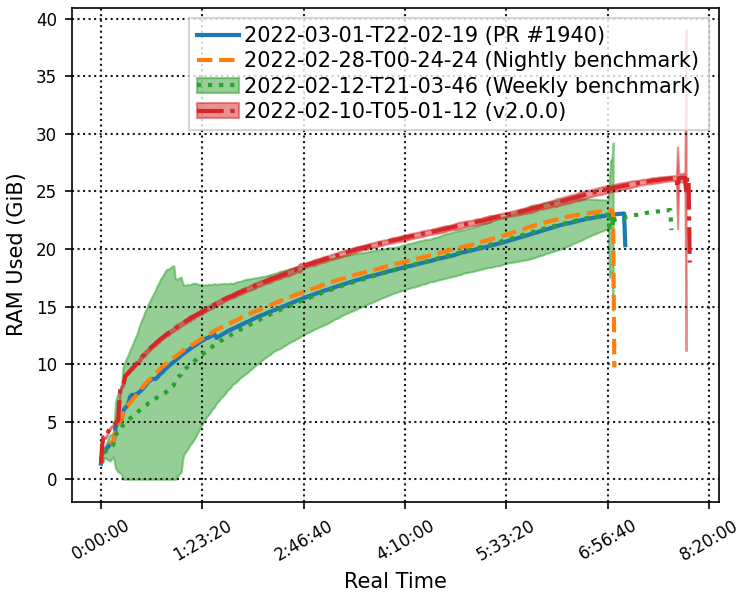 2022-03-01-T22-02-19 (PR #1940)
2022-02-28-T00-24-24 (Nightly benchmark)
2022-02-12-T21-03-46 (Weekly benchmark)
2022-02-10-T05-01-12 (v2.0.0)
40
35
30
25
20
15
10
5
0
RAM Used (GiB)
0:00:00
1:23:20
2:46:40
4:10:00
5:33:20
6:56:40
8:20:00
Real Time